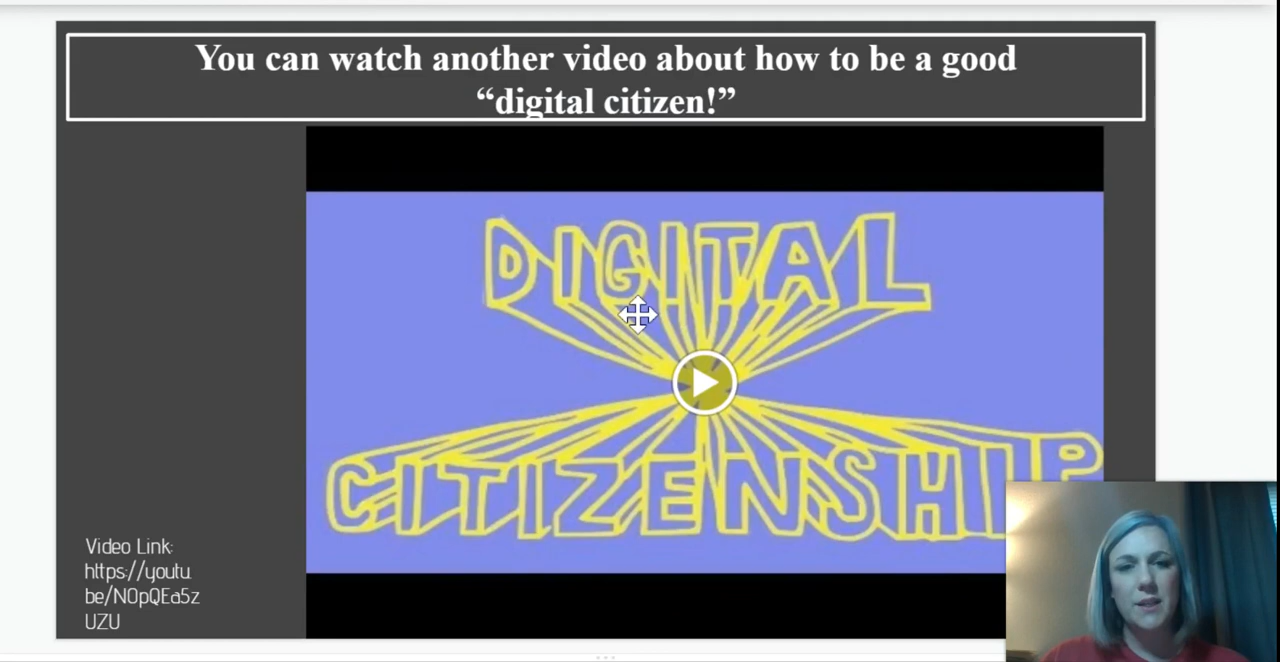 You can watch another video about how to be a good
“digital citizen!”
DIGITAL
CITIZENSHIP
Video Link:
https://youtu.
be/N0pQEa5z
UZU